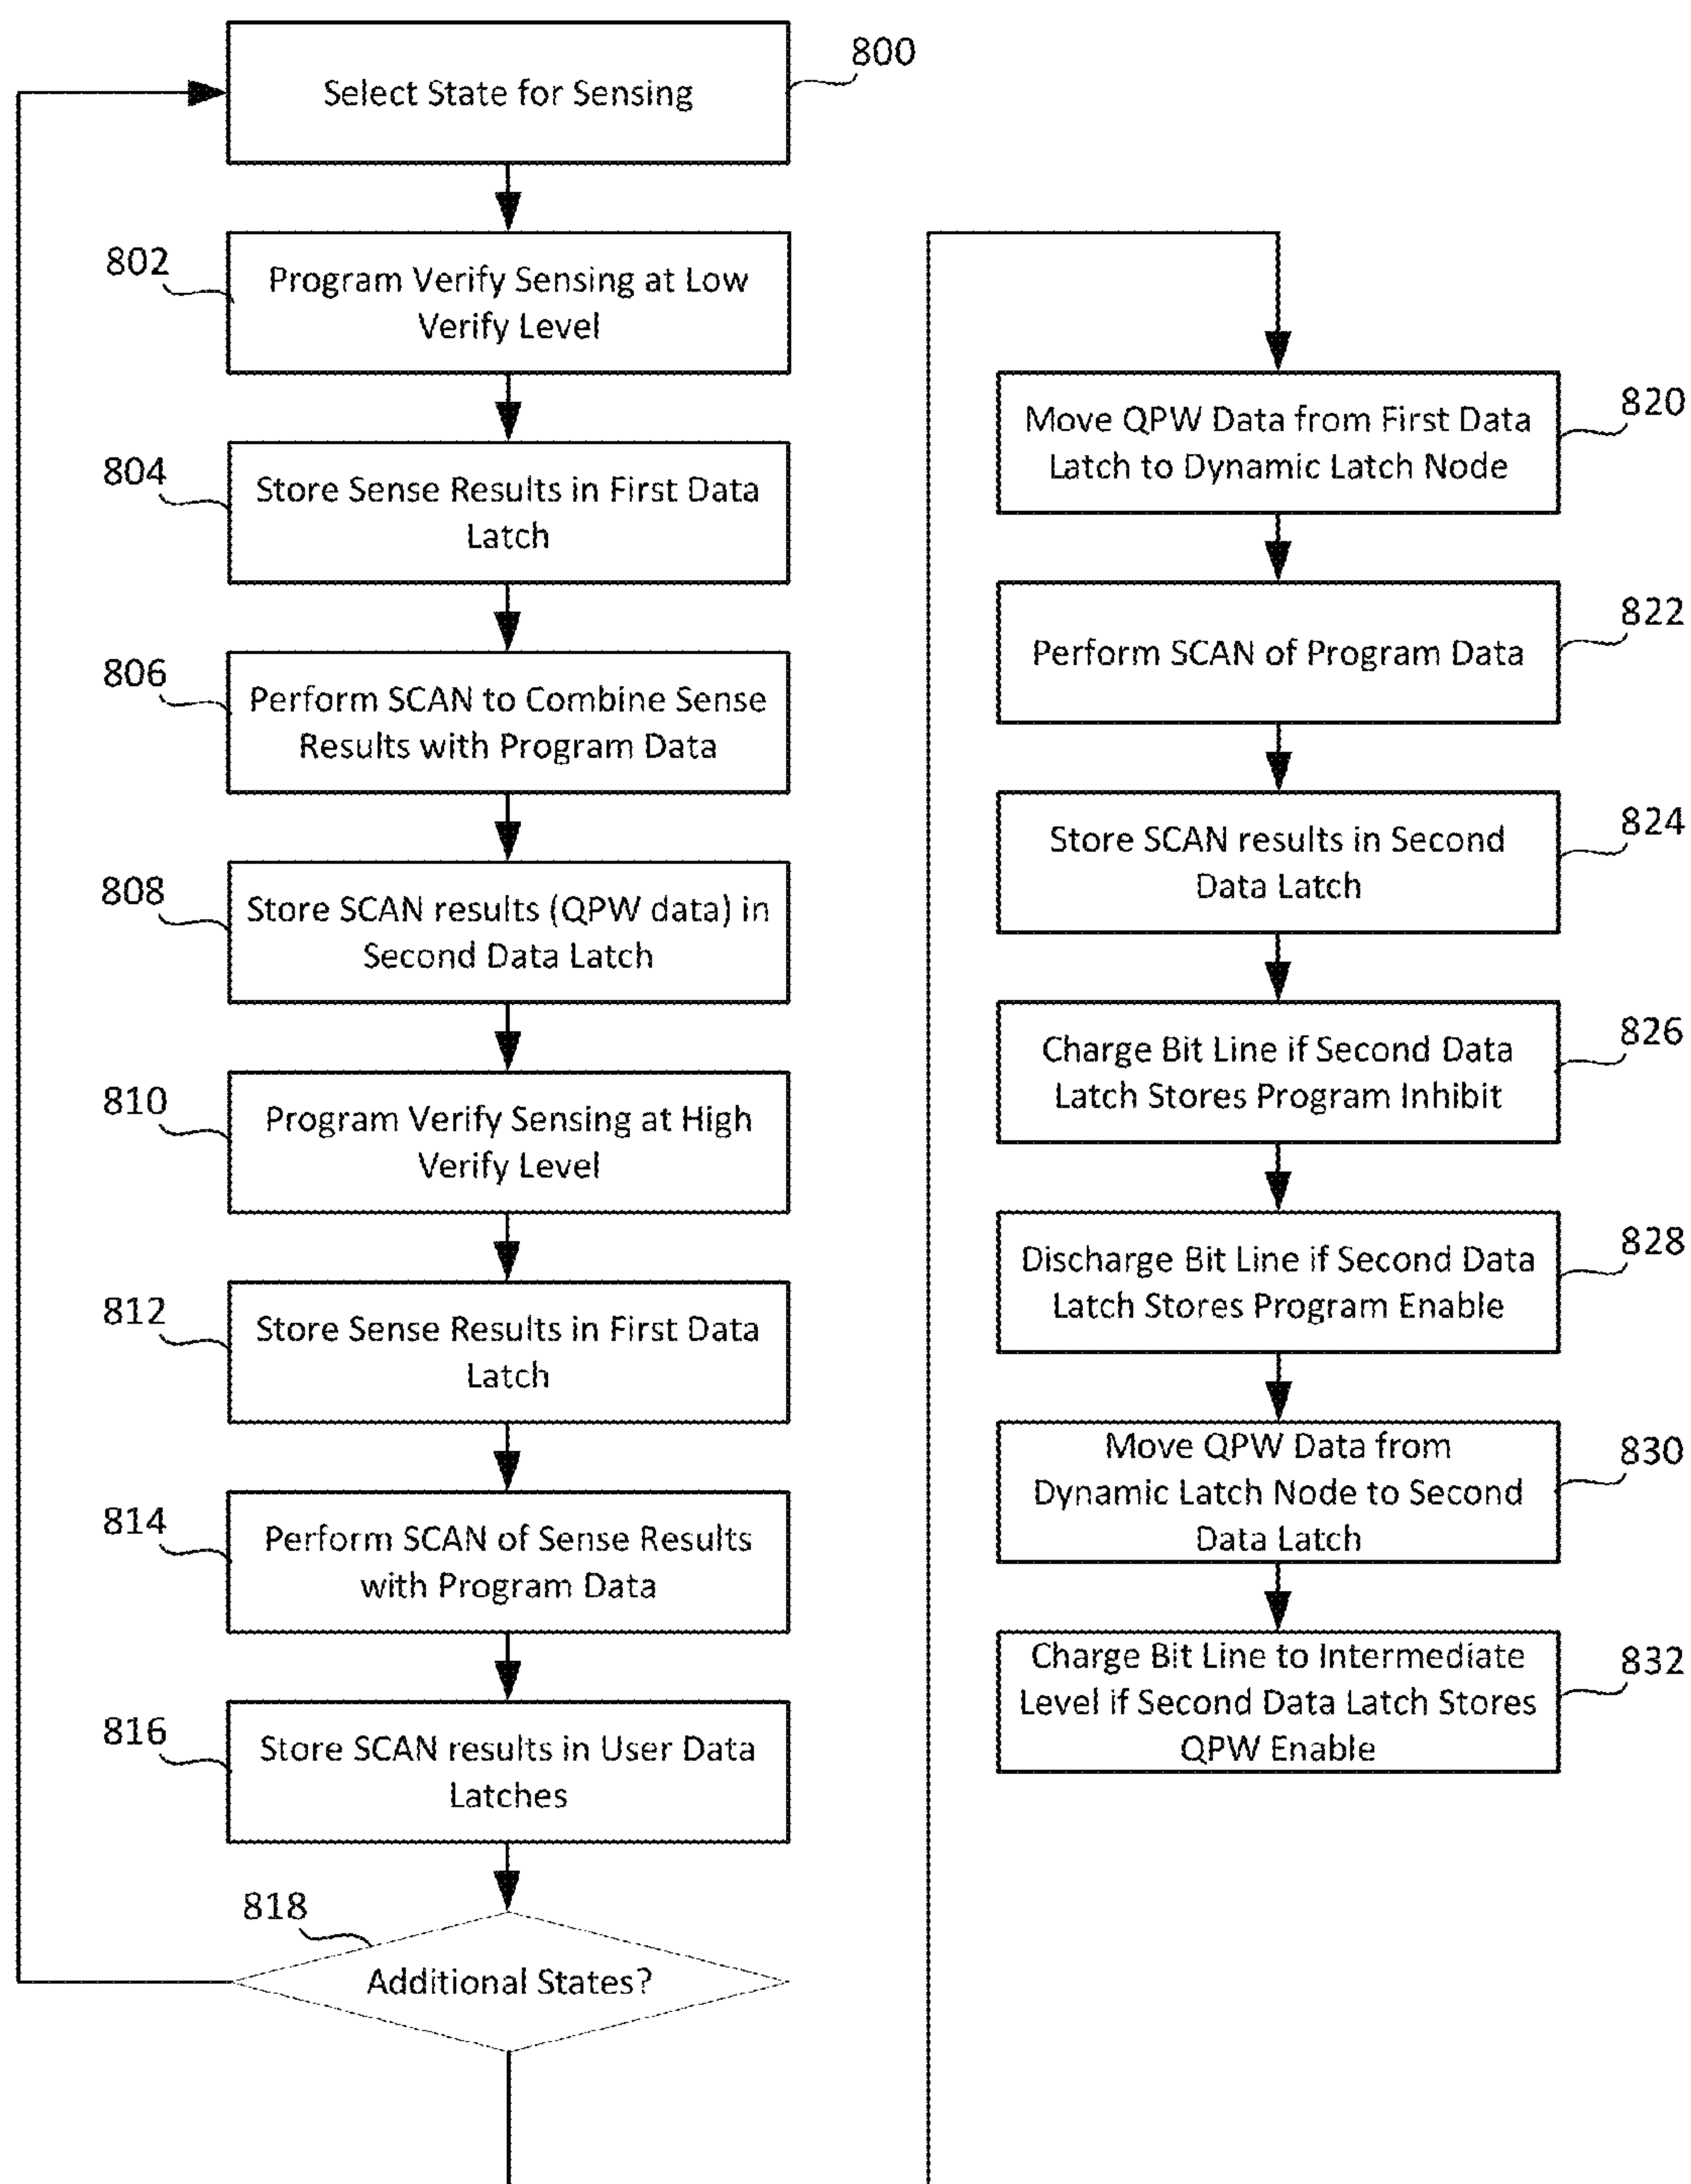 800
Select State for Sensing
802
Program Verify Sensing at Low
Verify Level
804
Store Sense Results in First Data
Latch
806
Perform SCAN to Combine Sense
Results with Program Data
808
Store SCAN results (QPW data) in
Second Data Latch
810
Program Verify Sensing at High
Verify Level
812
Store Sense Results in First Data
Latch
814
Perform SCAN of Sense Results
with Program Data
816
Store SCAN results in User Data
Latches
818
Additional States?
820
Move QPW Data from First Data
Latch to Dynamic Latch Node
822
Perform SCAN of Program Data
824
Store SCAN results in Second
Data Latch
826
Charge Bit Line if Second Data
Latch Stores Program Inhibit
828
Discharge Bit Line if Second Data
Latch Stores Program Enable
830
Move QPW Data from
Dynamic Latch Node to Second
Data Latch
832
Charge Bit Line to Intermediate
Level if Second Data Latch Stores
QPW Enable